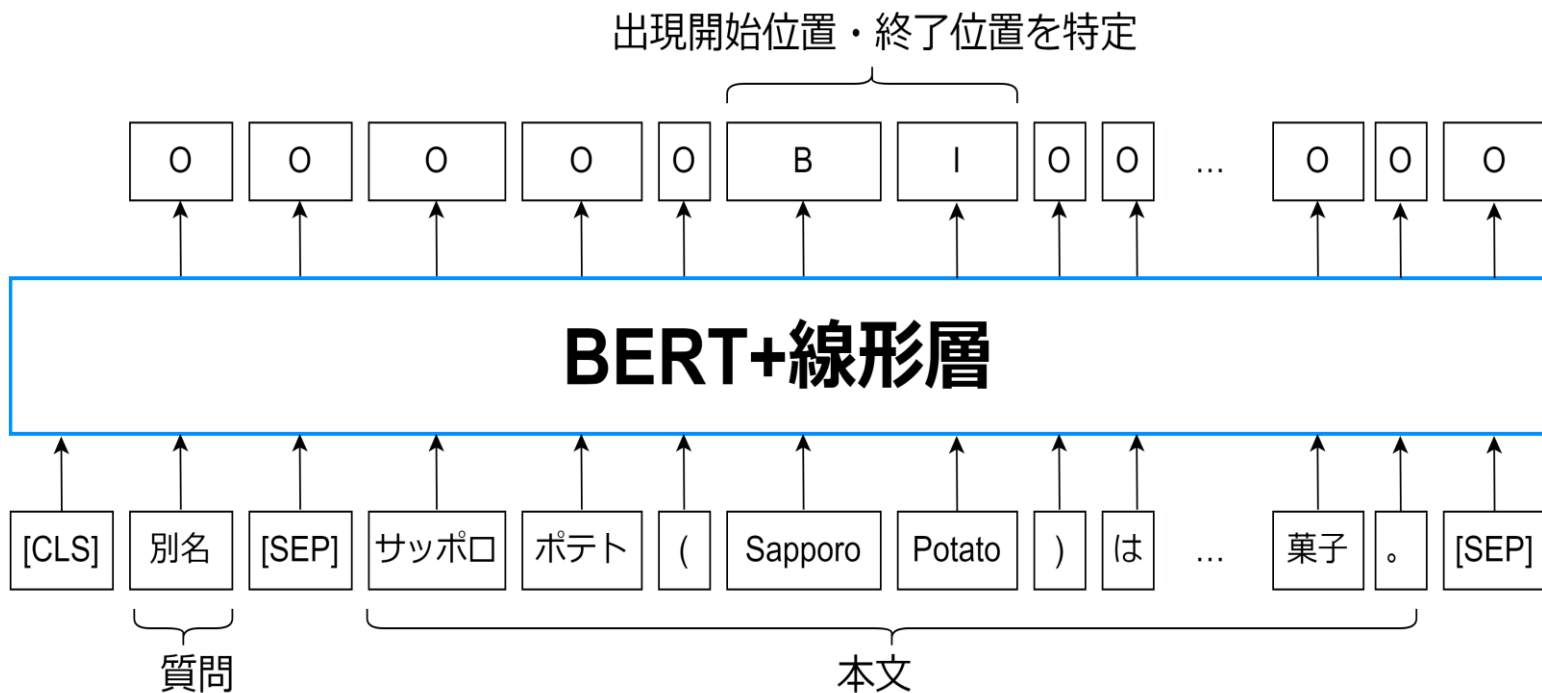 出現開始位置・終了位置を特定
O O O O O B I O O … O O O
BERT+線形層
[CLS] 別名 [SEP] サッポロ ポテト ( Sapporo Potato ) は … 菓子 。 [SEP]
質問 本文